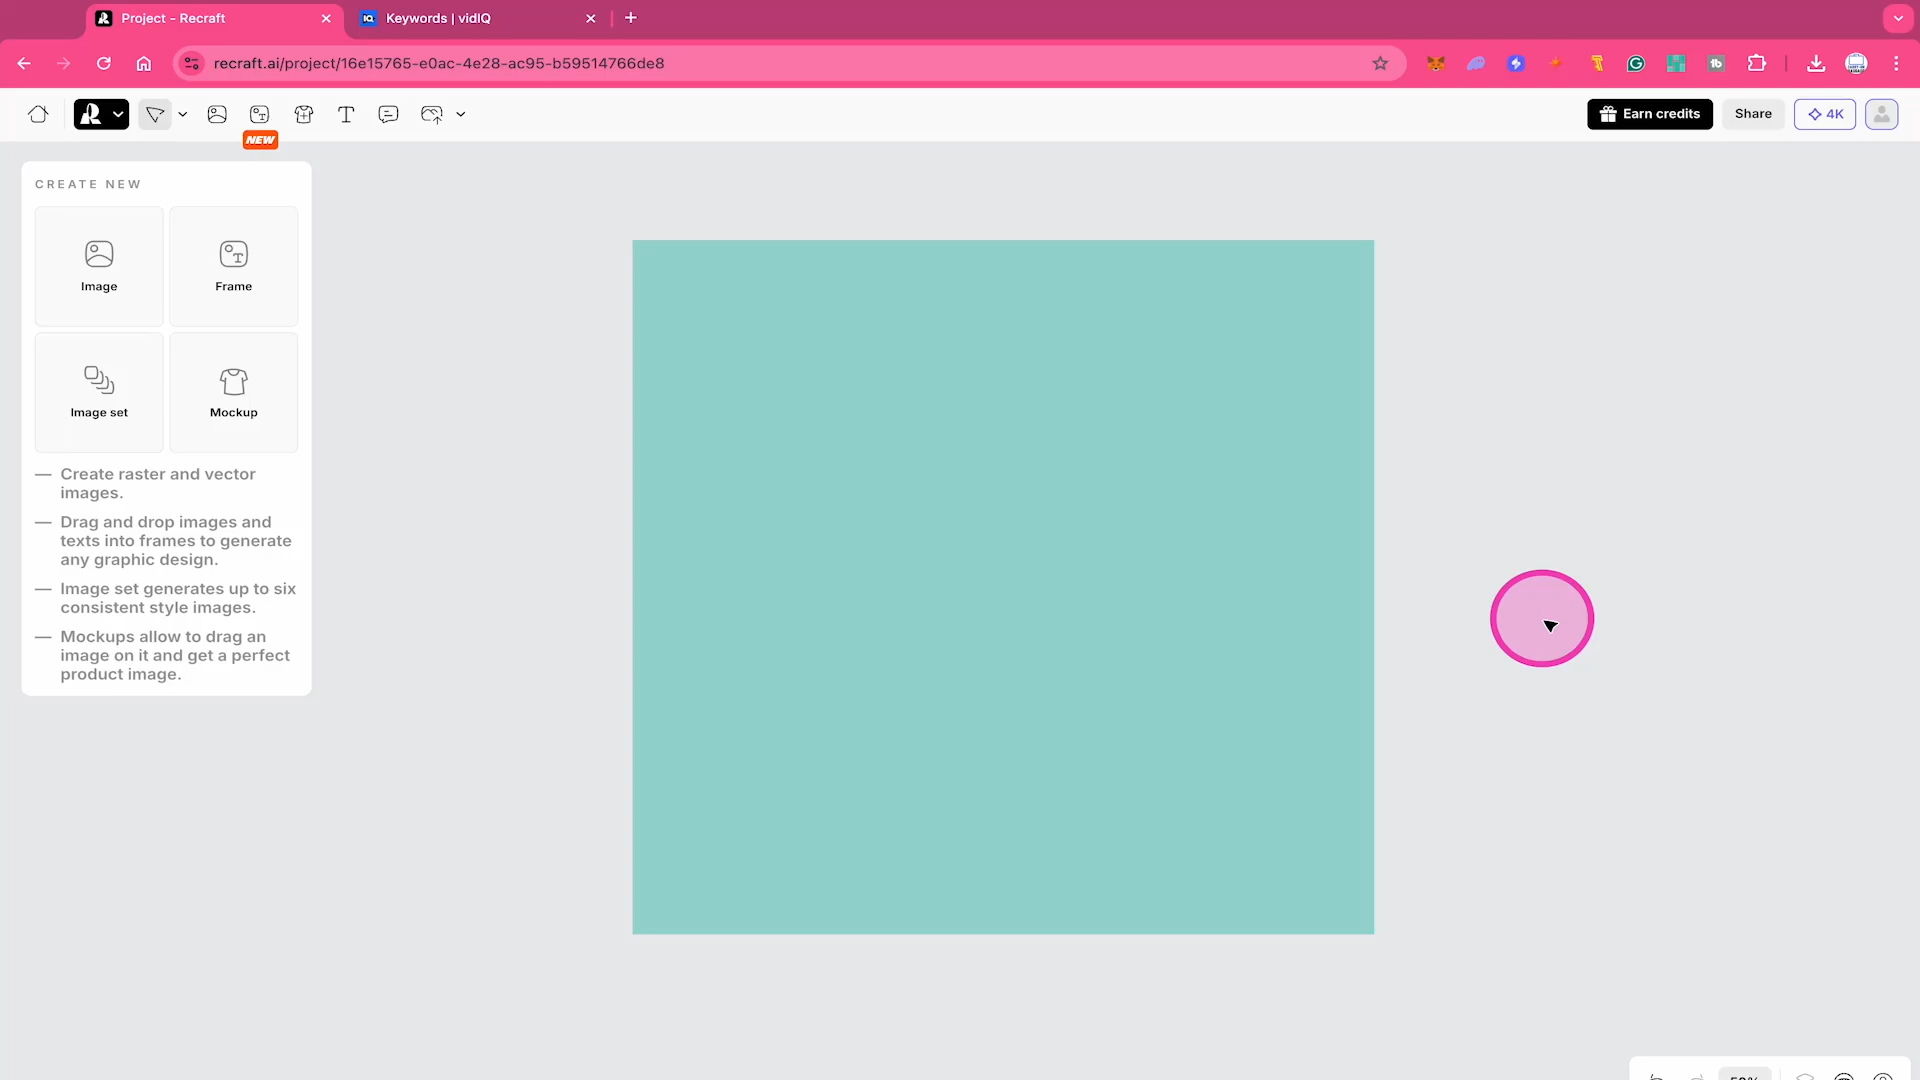 Project - Recraft
Keywords | vidIQ
recraft.ai/project/16e15765-e0ac-4e28-ac95-b59514766de8
Earn credits
Share
4K
NEW
CREATE NEW
Image
Frame
Image set
Mockup
— Create raster and vector
images.
— Drag and drop images and
texts into frames to generate
any graphic design.
— Image set generates up to six
consistent style images.
— Mockups allow to drag an
image on it and get a perfect
product image.